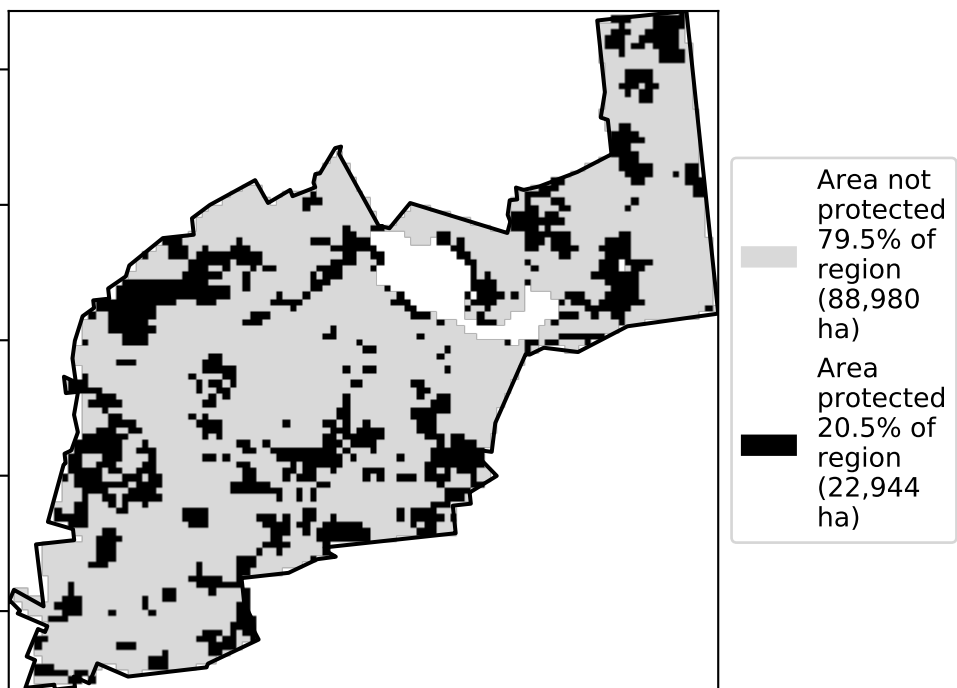 Area not
protected
79.5% of
region
(88,980
ha)
Area
protected
20.5% of
region
(22,944
ha)